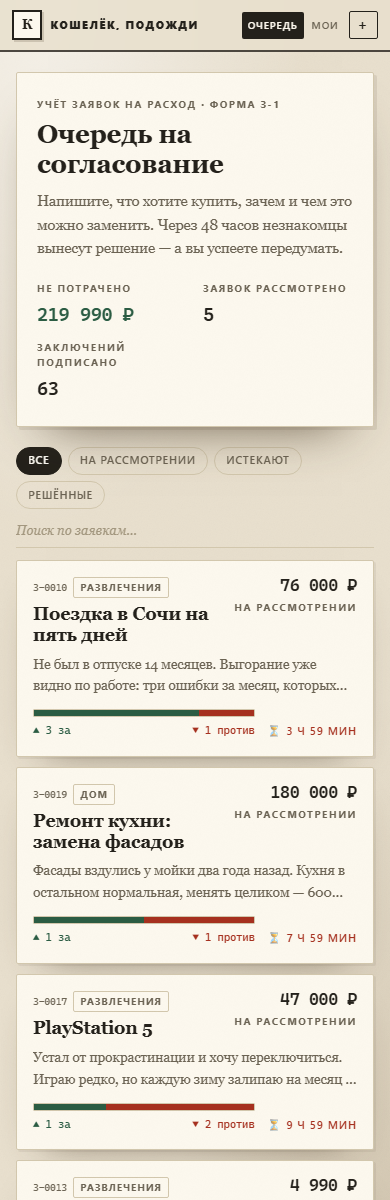 К КОШЕЛЁК, ПОДОЖДИ ОЧЕРЕДЬ МОИ +
УЧЁТ ЗАЯВОК НА РАСХОД · ФОРМА З-1
Очередь на
согласование
Напишите, что хотите купить, зачем и чем это
можно заменить. Через 48 часов незнакомцы
вынесут решение — а вы успеете передумать.
НЕ ПОТРАЧЕНО ЗАЯВОК РАССМОТРЕНО
219 990 ₽ 5
ЗАКЛЮЧЕНИЙ
ПОДПИСАНО
63
ВСЕ НА РАССМОТРЕНИИ ИСТЕКАЮТ
РЕШЁННЫЕ
Поиск по заявкам...
З-0010 РАЗВЛЕЧЕНИЯ 76 000 ₽
НА РАССМОТРЕНИИ
Поездка в Сочи на
пять дней
Не был в отпуске 14 месяцев. Выгорание уже
видно по работе: три ошибки за месяц, которых...
▲ 3 за ▼ 1 против ⏳ 3 Ч 59 МИН
З-0019 ДОМ 180 000 ₽
НА РАССМОТРЕНИИ
Ремонт кухни:
замена фасадов
Фасады вздулись у мойки два года назад. Кухня в
остальном нормальная, менять целиком — 600...
▲ 1 за ▼ 1 против ⏳ 7 Ч 59 МИН
З-0017 РАЗВЛЕЧЕНИЯ 47 000 ₽
НА РАССМОТРЕНИИ
PlayStation 5
Устал от прокрастинации и хочу переключиться.
Играю редко, но каждую зиму залипаю на месяц ...
▲ 1 за ▼ 2 против ⏳ 9 Ч 59 МИН
З-0013 РАЗВЛЕЧЕНИЯ 4 990 ₽